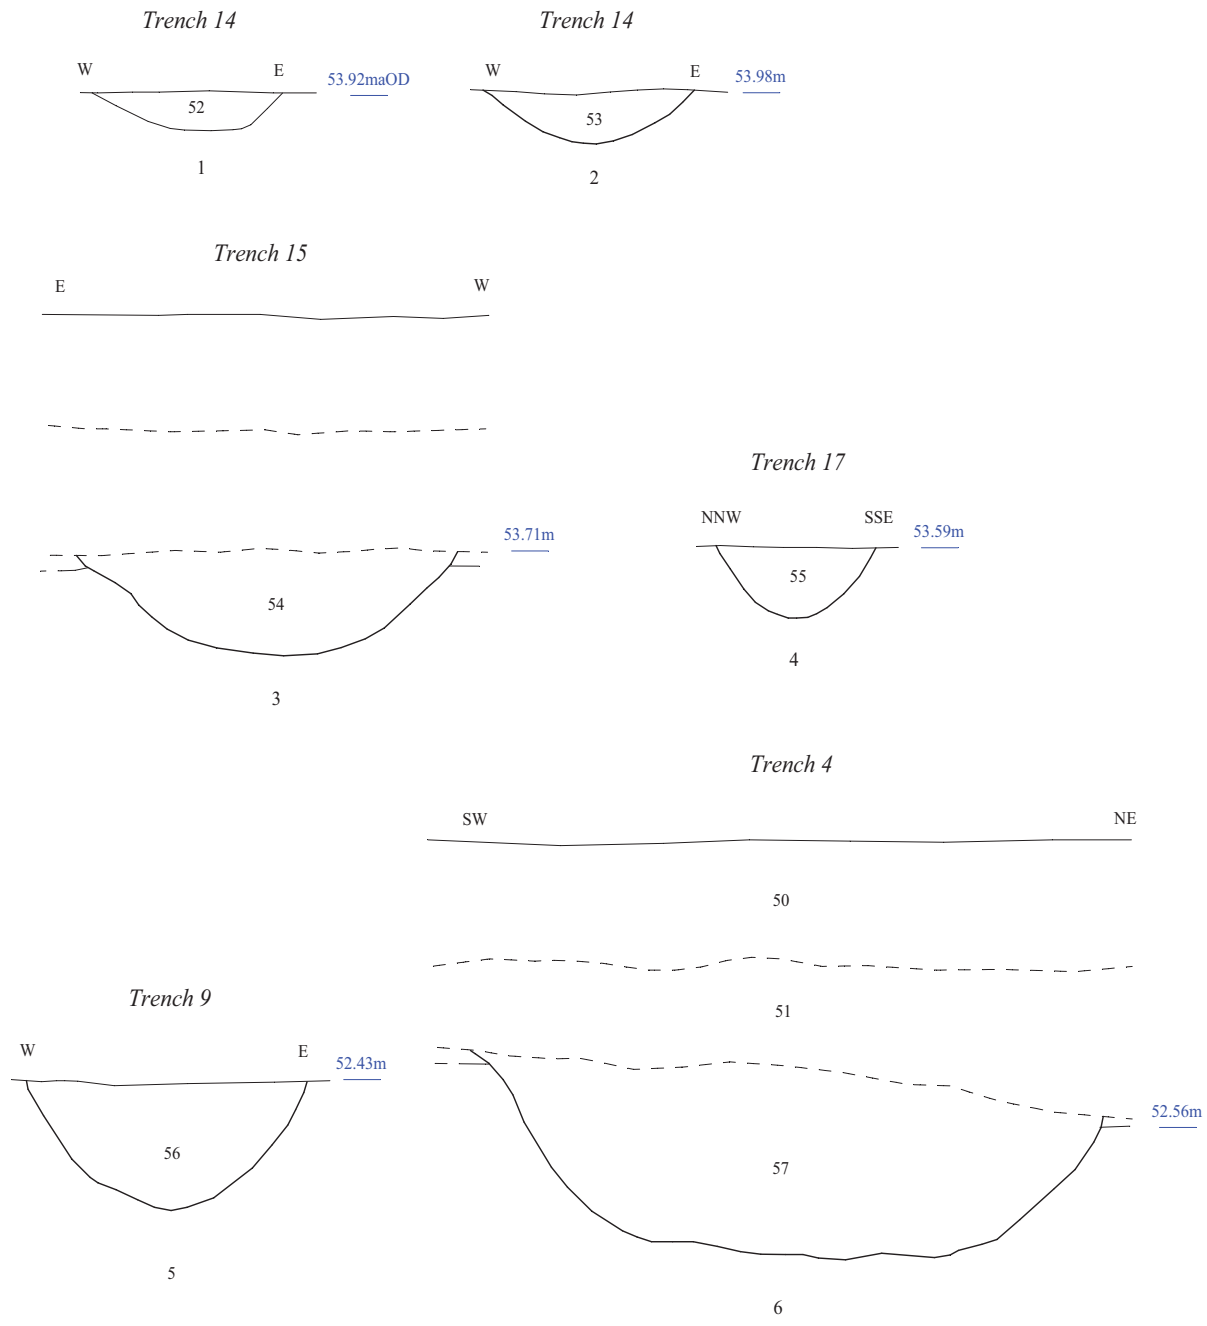 Trench 14
W E 53.92maOD
52
1
Trench 14
W E 53.98m
53
2
Trench 15
E W
53.71m
54
3
Trench 17
NNW SSE 53.59m
55
4
Trench 9
W E 52.43m
56
5
Trench 4
SW NE
50
51
52.56m
57
6